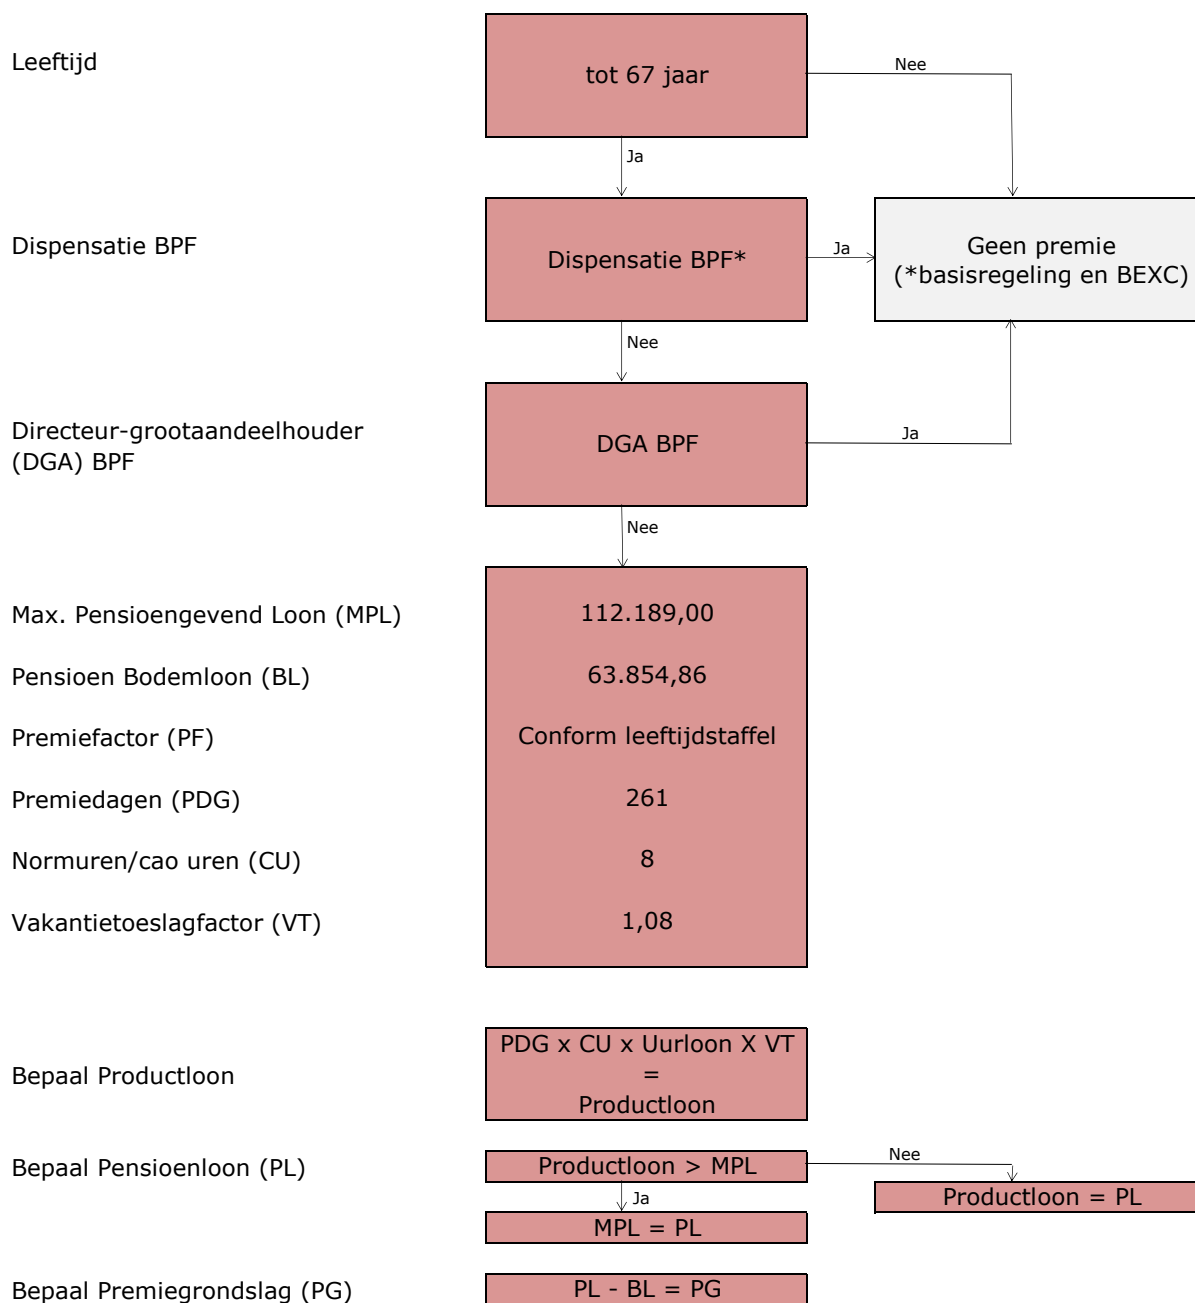 Leeftijd
tot 67 jaar
Nee
Ja
Dispensatie BPF
Dispensatie BPF*
Ja
Geen premie
(*basisregeling en BEXC)
Nee
Directeur-grootaandeelhouder
(DGA) BPF
DGA BPF
Ja
Nee
Max. Pensioengevend Loon (MPL)
112.189,00
Pensioen Bodemloon (BL)
63.854,86
Premiefactor (PF)
Conform leeftijdstaffel
Premiedagen (PDG)
261
Normuren/cao uren (CU)
8
Vakantietoeslagfactor (VT)
1,08
Bepaal Productloon
PDG x CU x Uurloon X VT
=
Productloon
Bepaal Pensioenloon (PL)
Productloon > MPL
Nee
Productloon = PL
Ja
MPL = PL
Bepaal Premiegrondslag (PG)
PL - BL = PG